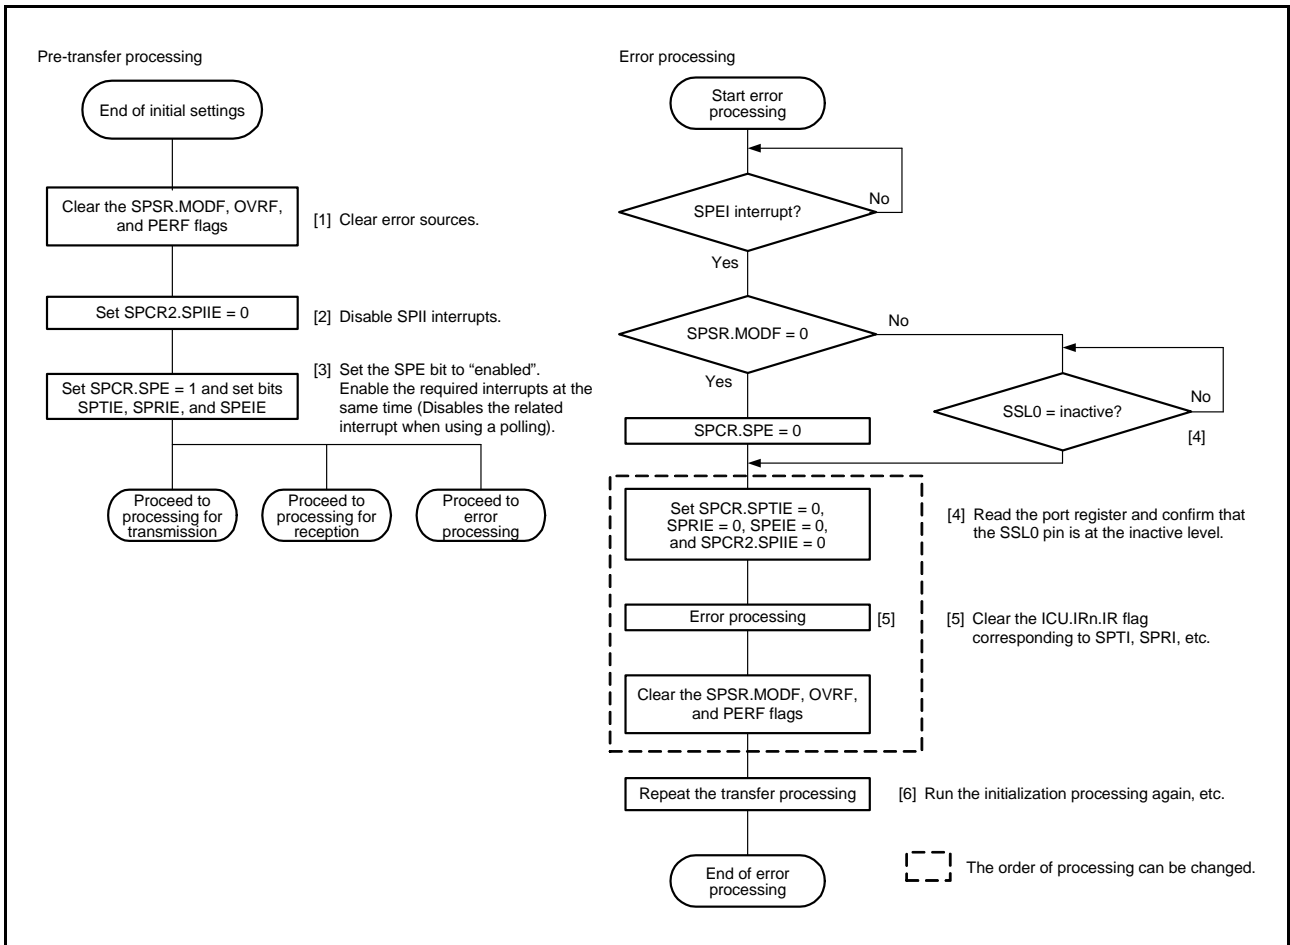 Pre-transfer processing
End of initial settings
Clear the SPSR.MODF, OVRF,
and PERF flags
[1] Clear error sources.
Set SPCR2.SPIIE = 0
[2] Disable SPII interrupts.
Set SPCR.SPE = 1 and set bits
SPTIE, SPRIE, and SPEIE
[3] Set the SPE bit to “enabled”.
Enable the required interrupts at the
same time (Disables the related
interrupt when using a polling).
Proceed to
processing for
transmission
Proceed to
processing for
reception
Proceed to
error
processing
Error processing
Start error
processing
SPEI interrupt?
No
Yes
SPSR.MODF = 0
No
Yes
SSL0 = inactive?
No
[4]
SPCR.SPE = 0
Set SPCR.SPTIE = 0,
SPRIE = 0, SPEIE = 0,
and SPCR2.SPIIE = 0
[4] Read the port register and confirm that
the SSL0 pin is at the inactive level.
Error processing
[5]
[5] Clear the ICU.IRn.IR flag
corresponding to SPTI, SPRI, etc.
Clear the SPSR.MODF, OVRF,
and PERF flags
Repeat the transfer processing
[6] Run the initialization processing again, etc.
End of error
processing
The order of processing can be changed.